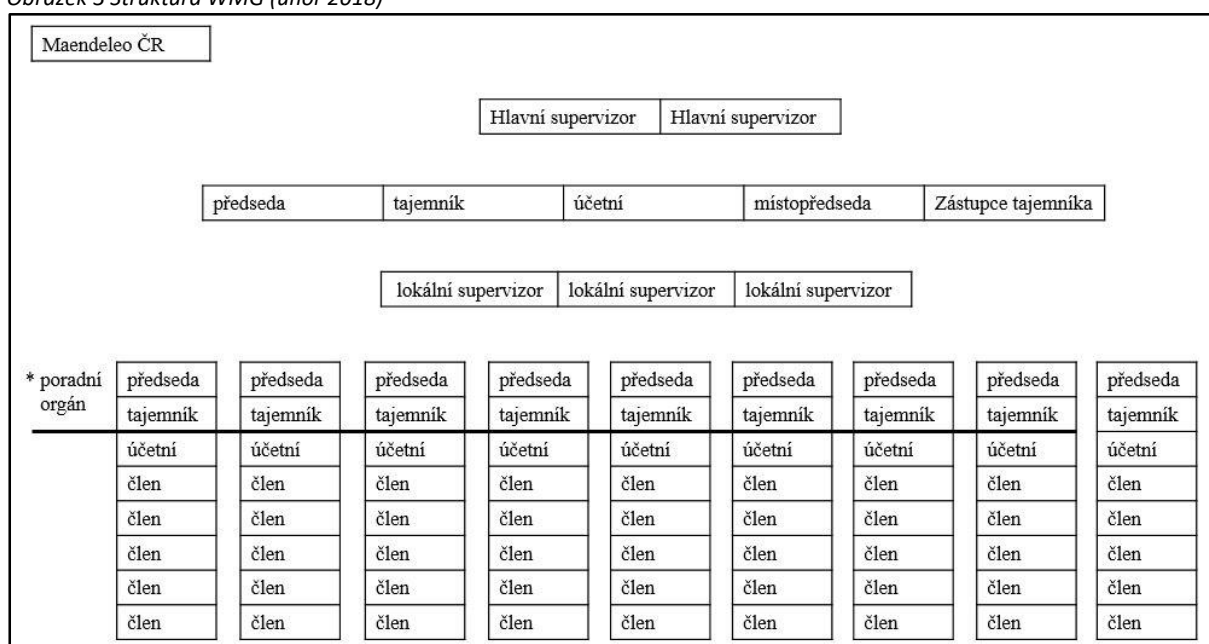 Obrázek 3 Struktura WMG (únor 2018)
Maendeleo ČR
Hlavní supervizor Hlavní supervizor
předseda tajemník účetní místopředseda Zástupce tajemníka
lokální supervizor lokální supervizor lokální supervizor
* poradní předseda předseda předseda předseda předseda předseda předseda předseda předseda
orgán tajemník tajemník tajemník tajemník tajemník tajemník tajemník tajemník tajemník
účetní účetní účetní účetní účetní účetní účetní účetní účetní
člen člen člen člen člen člen člen člen člen
člen člen člen člen člen člen člen člen člen
člen člen člen člen člen člen člen člen člen
člen člen člen člen člen člen člen člen člen
člen člen člen člen člen člen člen člen člen